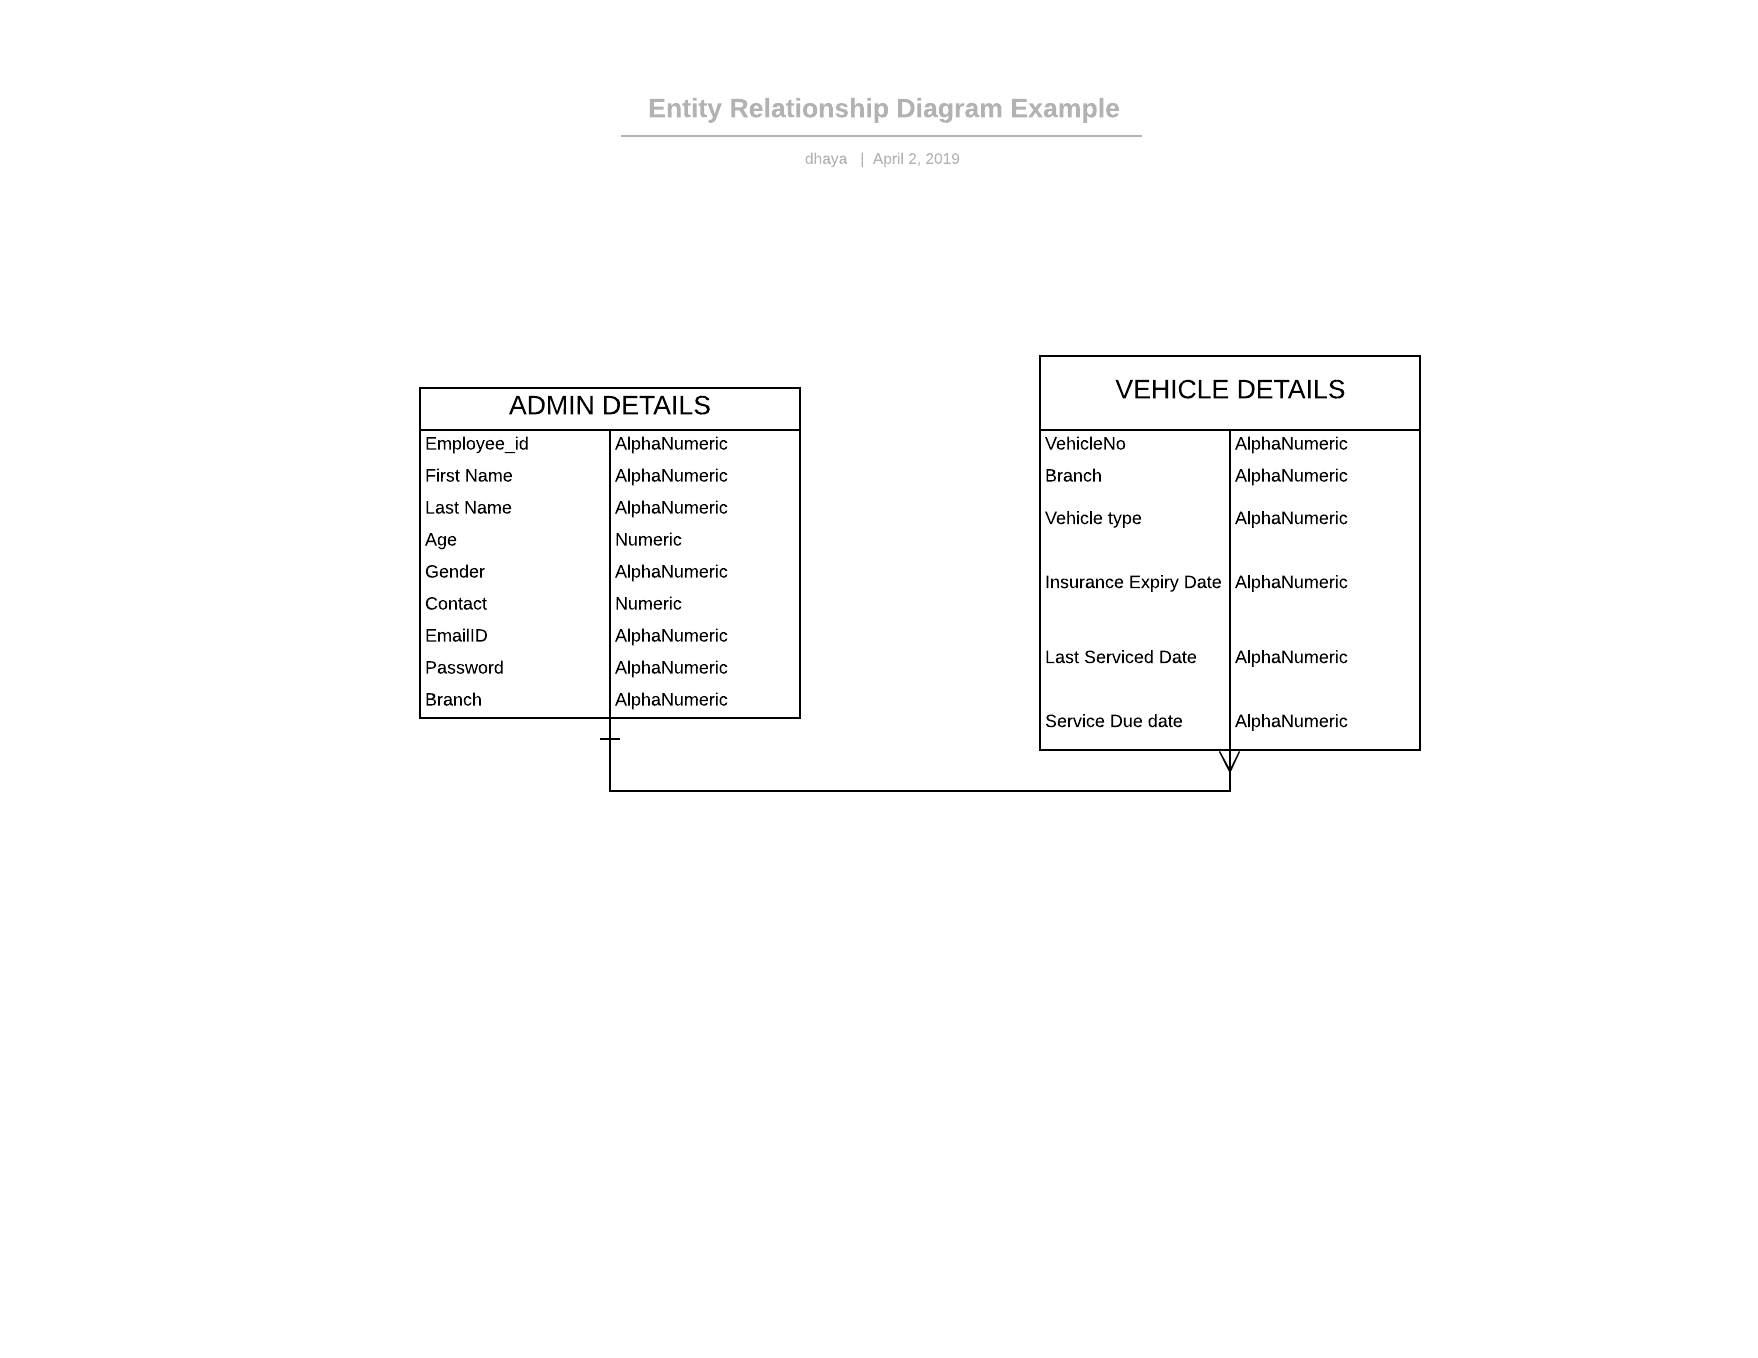 Entity Relationship Diagram Example
dhaya | April 2, 2019
ADMIN DETAILS
Employee_id AlphaNumeric
First Name AlphaNumeric
Last Name AlphaNumeric
Age Numeric
Gender AlphaNumeric
Contact Numeric
EmailID AlphaNumeric
Password AlphaNumeric
Branch AlphaNumeric
VEHICLE DETAILS
VehicleNo AlphaNumeric
Branch AlphaNumeric
Vehicle type AlphaNumeric
Insurance Expiry Date AlphaNumeric
Last Serviced Date AlphaNumeric
Service Due date AlphaNumeric